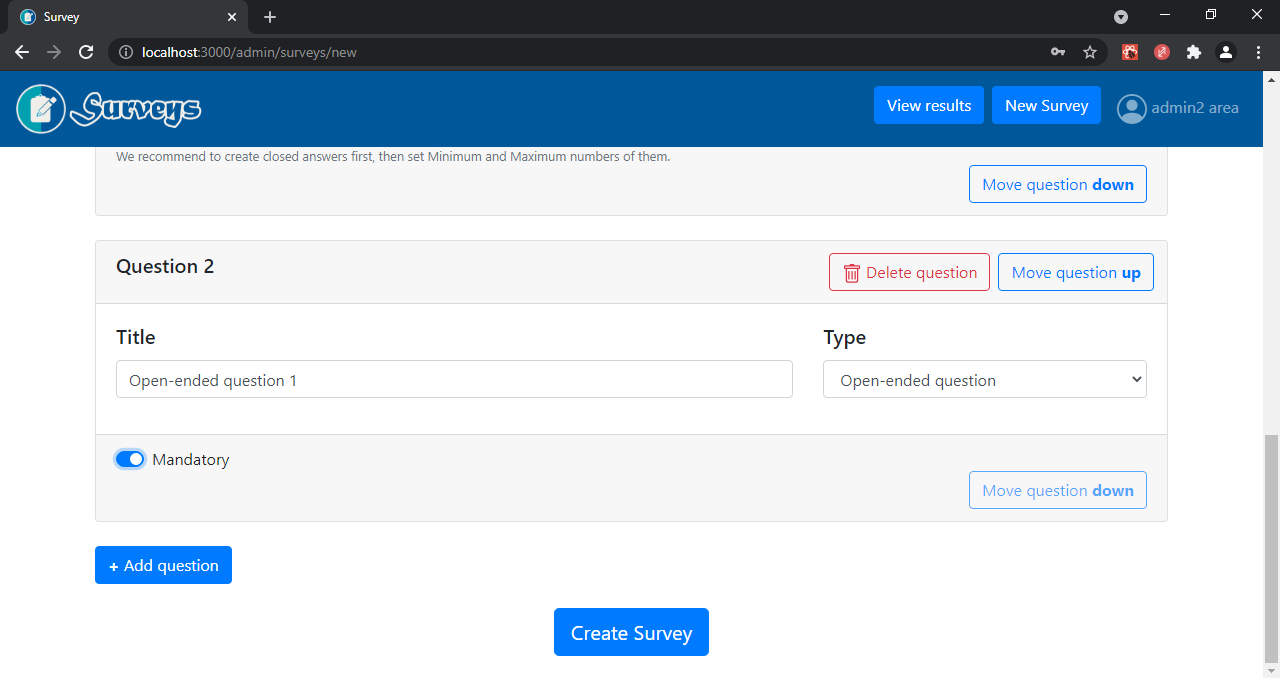 Survey
localhost:3000/admin/surveys/new
Surveys
View results
New Survey
admin2 area
We recommend to create closed answers first, then set Minimum and Maximum numbers of them.
Move question down
Question 2
Delete question
Move question up
Title
Type
Open-ended question 1
Open-ended question
Mandatory
Move question down
+ Add question
Create Survey